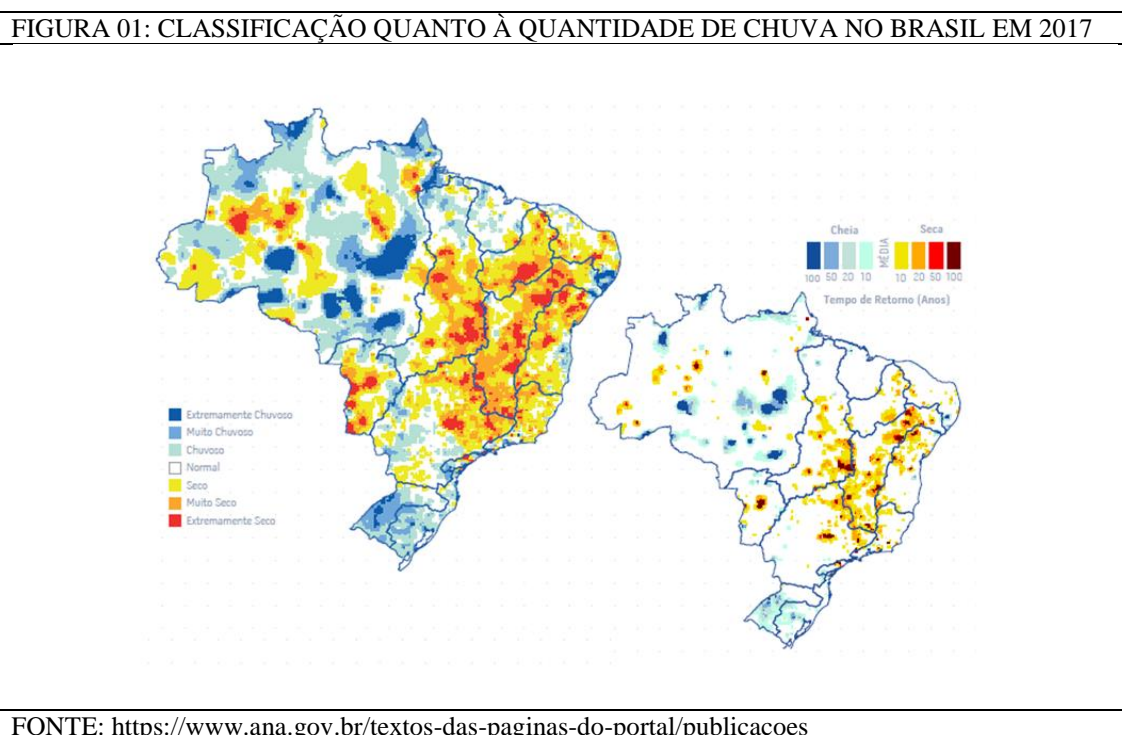 FIGURA 01: CLASSIFICAÇÃO QUANTO À QUANTIDADE DE CHUVA NO BRASIL EM 2017
Cheia Seca
MÉDIA
100 50 20 10 10 20 50 100
Tempo de Retorno (Anos)
Extremamente Chuvoso
Muito Chuvoso
Chuvoso
Normal
Seco
Muito Seco
Extremamente Seco
FONTE: https://www.ana.gov.br/textos-das-paginas-do-portal/publicacoes